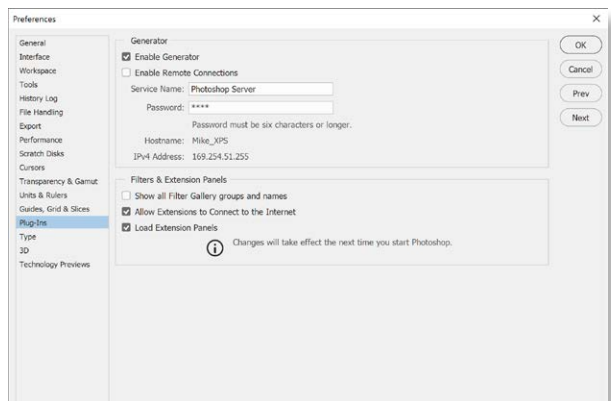 Preferences
General
Interface
Workspace
Tools
History Log
File Handling
Export
Performance
Scratch Disks
Cursors
Transparency & Gamut
Units & Rulers
Guides, Grid & Slices
Plug-Ins
Type
3D
Technology Previews
Generator
Enable Generator
Enable Remote Connections
Service Name: Photoshop Server
Password: ****
Password must be six characters or longer.
Hostname: Mike_XPS
IPv4 Address: 169.254.51.255
Filters & Extension Panels
Show all Filter Gallery groups and names
Allow Extensions to Connect to the Internet
Load Extension Panels
Changes will take effect the next time you start Photoshop.
OK
Cancel
Prev
Next